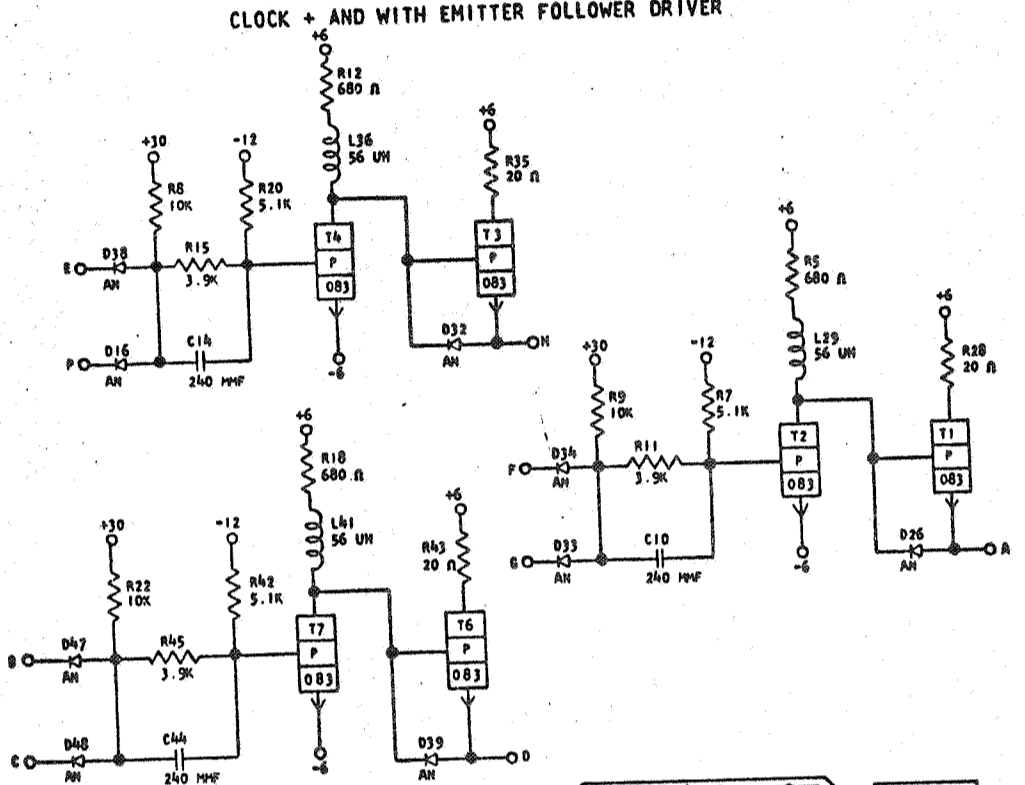 CLOCK + AND WITH EMITTER FOLLOWER DRIVER
+6
R12
680 Ω
L36
56 UH
+30
R8
10K
-12
R20
5.1K
+6
R35
20 Ω
E
D38
AN
R15
3.9K
T4
P
083
T3
P
083
P
D16
AN
C14
240 MMF
-6
D32
AN
N
+6
R5
680 Ω
L29
56 UH
+30
R9
10K
-12
R7
5.1K
+6
R28
20 Ω
F
D34
AN
R11
3.9K
T2
P
083
T1
P
083
G
D33
AN
C10
240 MMF
-6
D26
AN
A
+6
R18
680 Ω
L41
56 UH
+30
R22
10K
-12
R42
5.1K
+6
R43
20 Ω
B
D47
AN
R45
3.9K
T7
P
083
T6
P
083
C
D48
AN
C44
240 MMF
-6
D39
AN
D